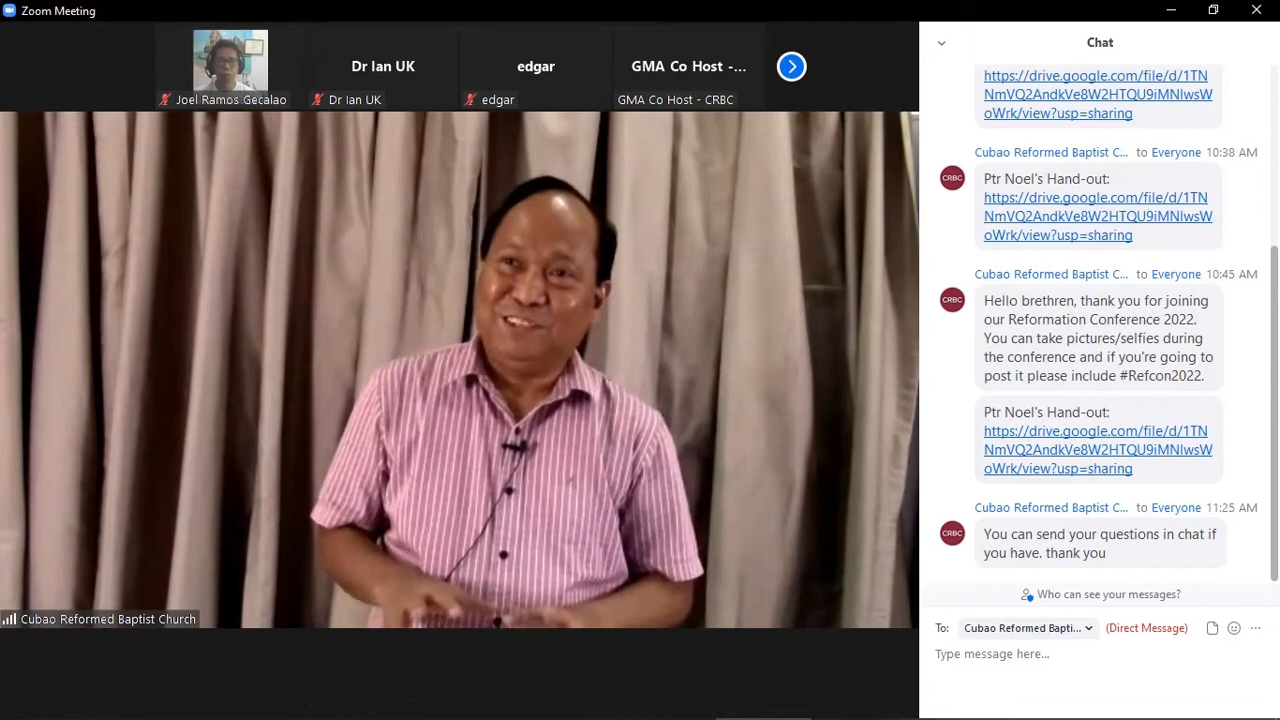 Zoom Meeting
Dr Ian UK
edgar
GMA Co Host -...
Joel Ramos Gecalao
Dr Ian UK
edgar
GMA Co Host - CRBC
Cubao Reformed Baptist Church
Chat
https://drive.google.com/file/d/1TN
NmVQ2AndkVe8W2HTQU9iMNlwsW
oWrk/view?usp=sharing
Cubao Reformed Baptist C... to Everyone 10:38 AM
CRBC
Ptr Noel's Hand-out:
https://drive.google.com/file/d/1TN
NmVQ2AndkVe8W2HTQU9iMNlwsW
oWrk/view?usp=sharing
Cubao Reformed Baptist C... to Everyone 10:45 AM
CRBC
Hello brethren, thank you for joining
our Reformation Conference 2022.
You can take pictures/selfies during
the conference and if you're going to
post it please include #Refcon2022.
Ptr Noel's Hand-out:
https://drive.google.com/file/d/1TN
NmVQ2AndkVe8W2HTQU9iMNlwsW
oWrk/view?usp=sharing
Cubao Reformed Baptist C... to Everyone 11:25 AM
CRBC
You can send your questions in chat if
you have. thank you
Who can see your messages?
To: Cubao Reformed Bapti... (Direct Message)
Type message here...